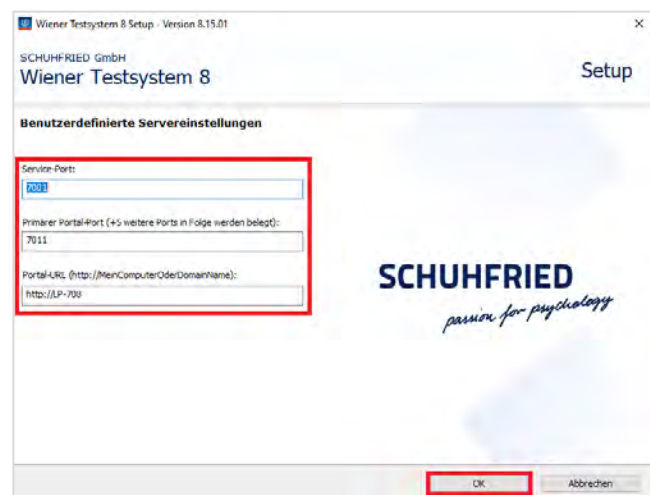 Wiener Testsystem 8 Setup - Version 8.15.01
SCHUHFRIED GmbH
Wiener Testsystem 8
Setup
Benutzerdefinierte Servereinstellungen
Service-Port:
7001
Primärer Portal-Port (+5 weitere Ports in Folge werden belegt):
7011
Portal-URL (http://MeinComputerOderDomainName):
http://LP-708
SCHUHFRIED
passion for psychology
OK
Abbrechen